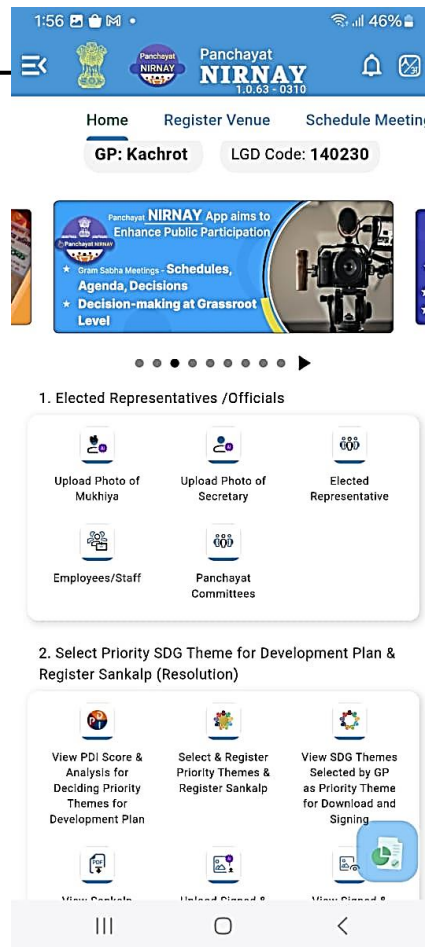 1:56 46%
Panchayat
NIRNAY
Panchayat
NIRNAY
1.0.63 - 0310
Home Register Venue Schedule Meeting
GP: Kachrot LGD Code: 140230
Panchayat NIRNAY App aims to
Enhance Public Participation
Panchayat NIRNAY
★ Gram Sabha Meetings - Schedules,
Agenda, Decisions
★ Decision-making at Grassroot
Level
1. Elected Representatives /Officials
Upload Photo of
Mukhiya
Upload Photo of
Secretary
Elected
Representative
Employees/Staff
Panchayat
Committees
2. Select Priority SDG Theme for Development Plan &
Register Sankalp (Resolution)
View PDI Score &
Analysis for
Deciding Priority
Themes for
Development Plan
Select & Register
Priority Themes &
Register Sankalp
View SDG Themes
Selected by GP
as Priority Theme
for Download and
Signing
PDF